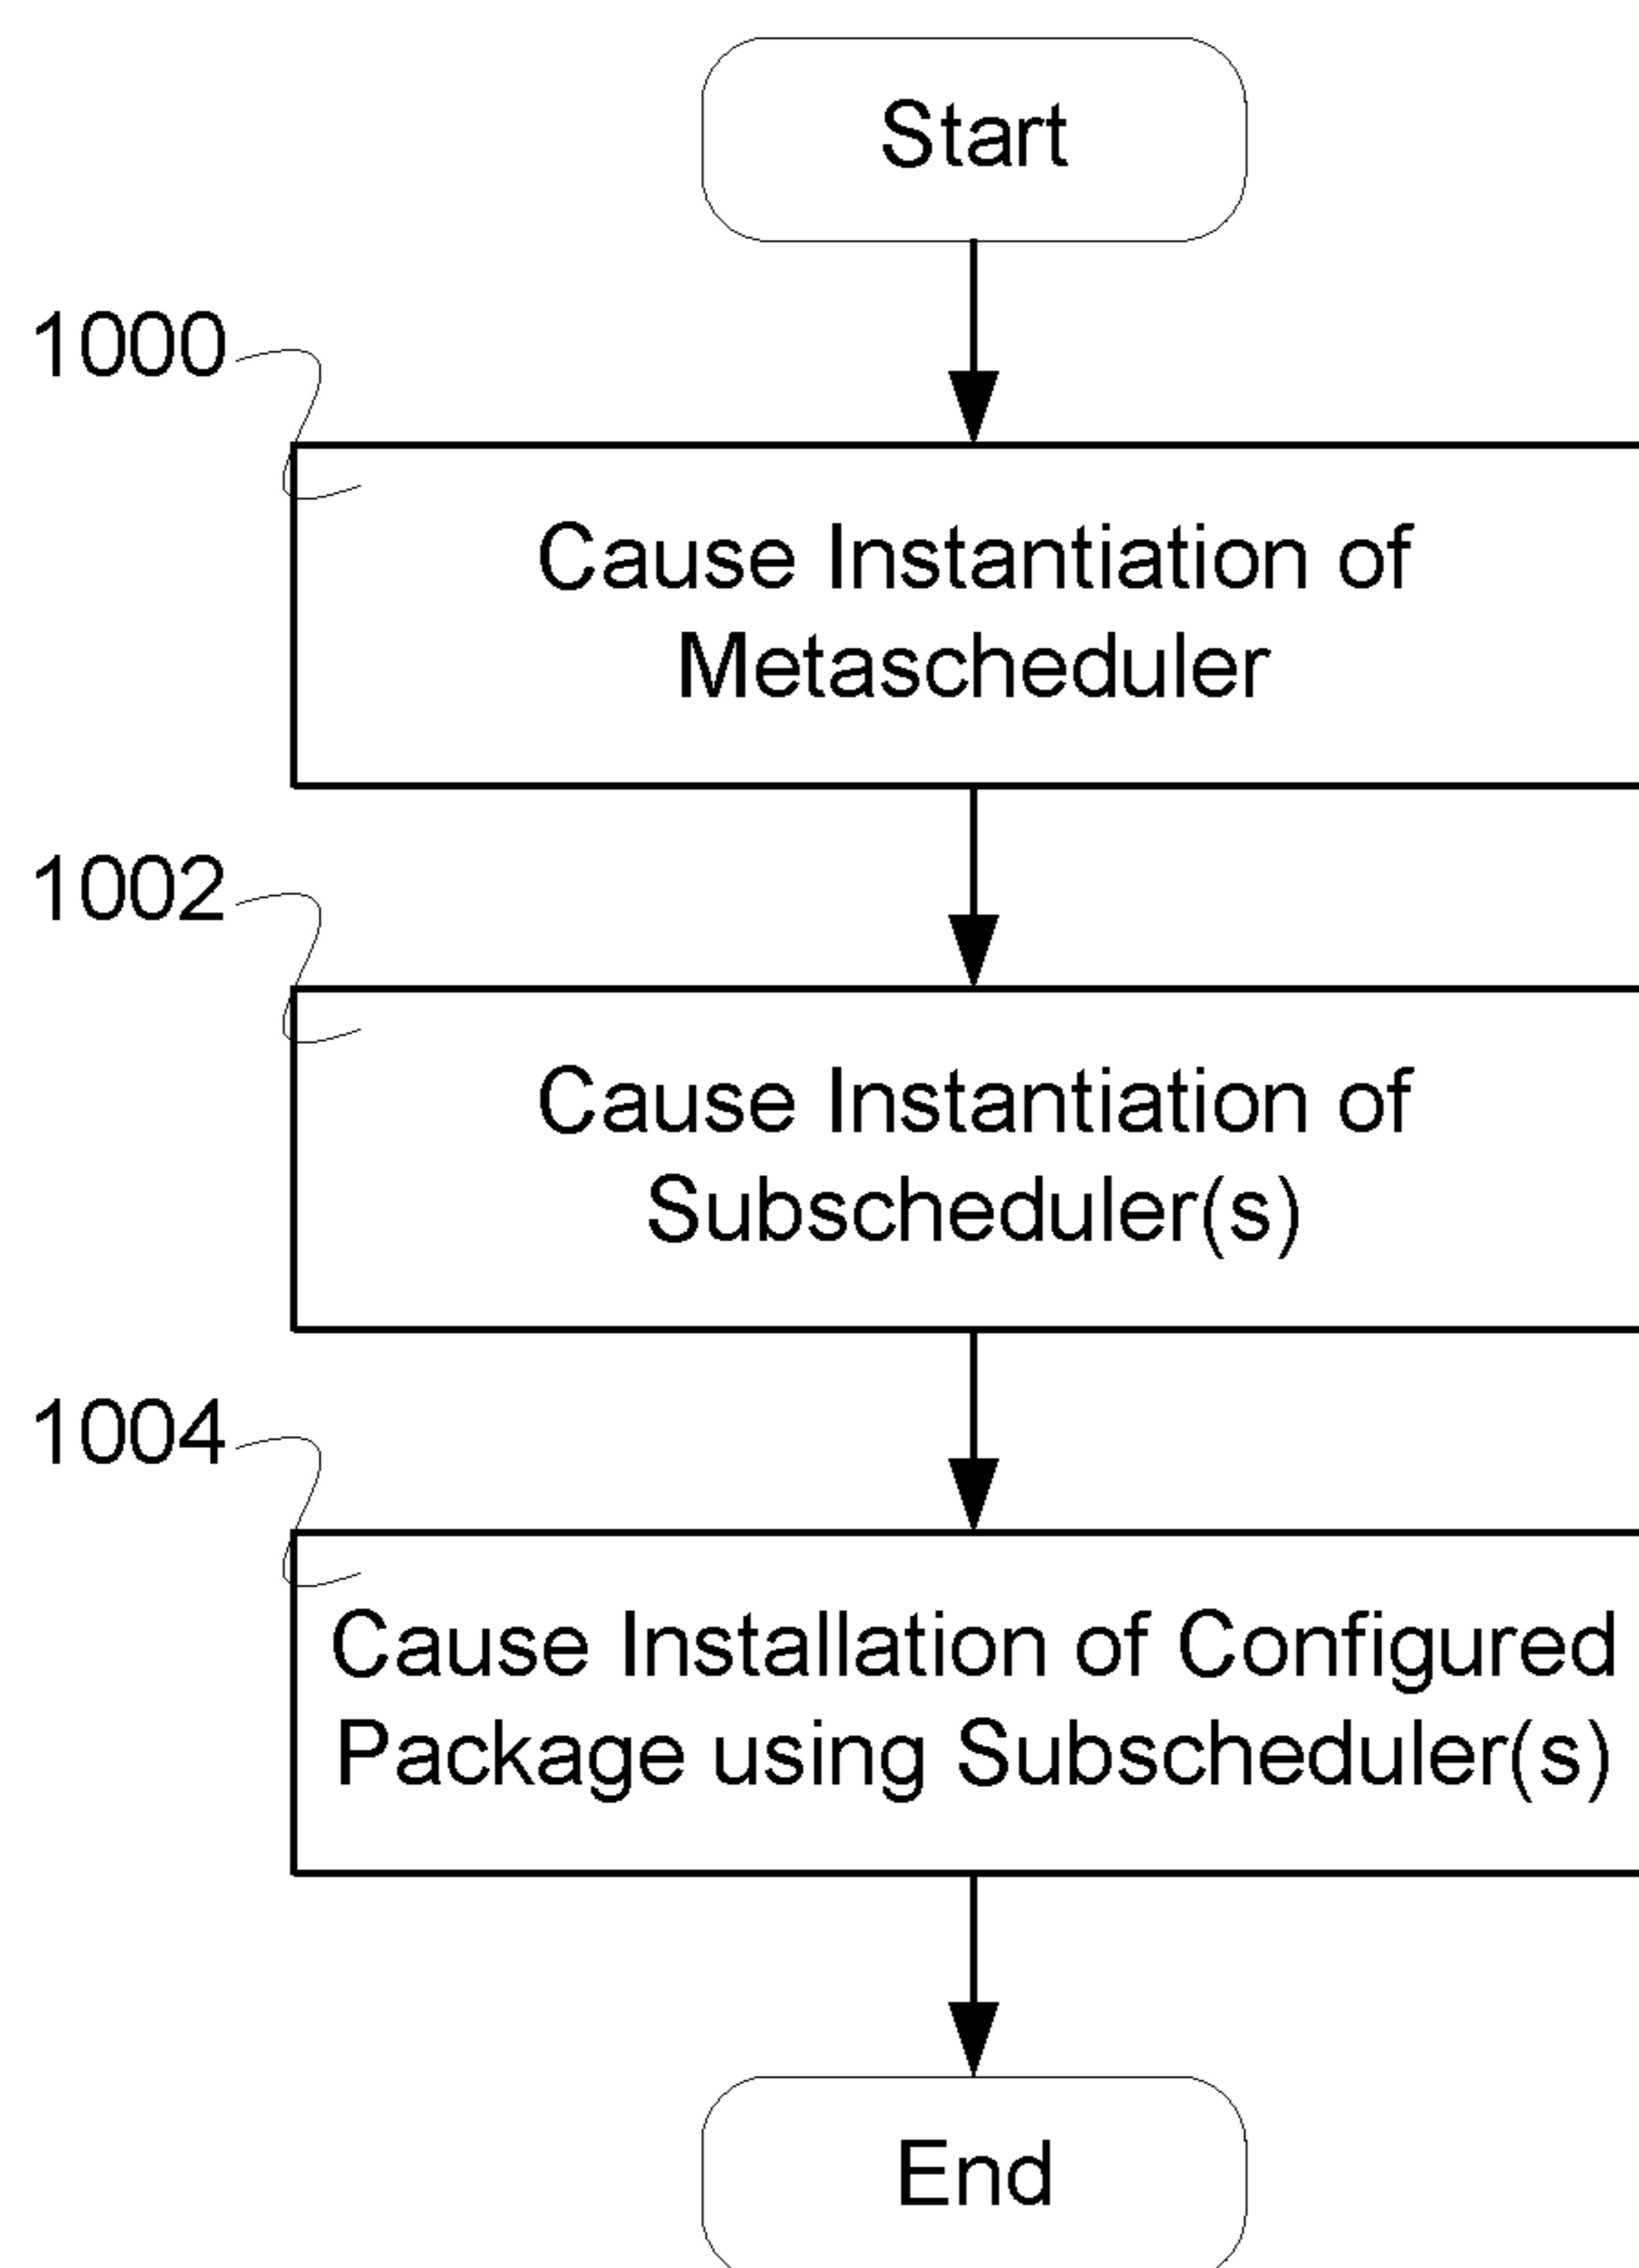 Start
1000
Cause Instantiation of
Metascheduler
1002
Cause Instantiation of
Subscheduler(s)
1004
Cause Installation of Configured
Package using Subscheduler(s)
End